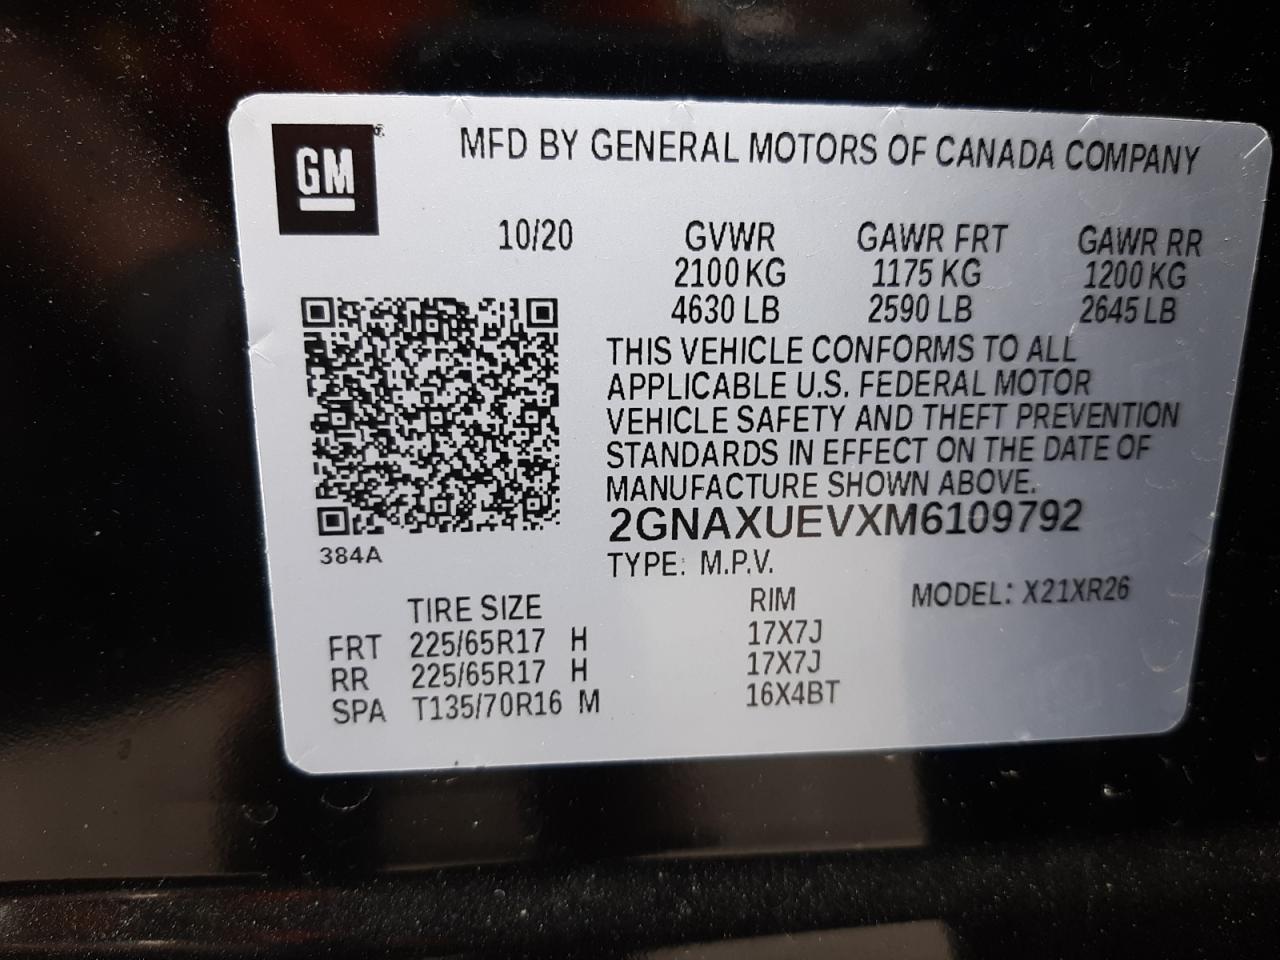 GM
MFD BY GENERAL MOTORS OF CANADA COMPANY
10/20 GVWR GAWR FRT GAWR RR
2100 KG 1175 KG 1200 KG
4630 LB 2590 LB 2645 LB
THIS VEHICLE CONFORMS TO ALL
APPLICABLE U.S. FEDERAL MOTOR
VEHICLE SAFETY AND THEFT PREVENTION
STANDARDS IN EFFECT ON THE DATE OF
MANUFACTURE SHOWN ABOVE.
2GNAXUEVXM6109792
384A
TYPE: M.P.V.
TIRE SIZE RIM MODEL: X21XR26
FRT 225/65R17 H 17X7J
RR 225/65R17 H 17X7J
SPA T135/70R16 M 16X4BT